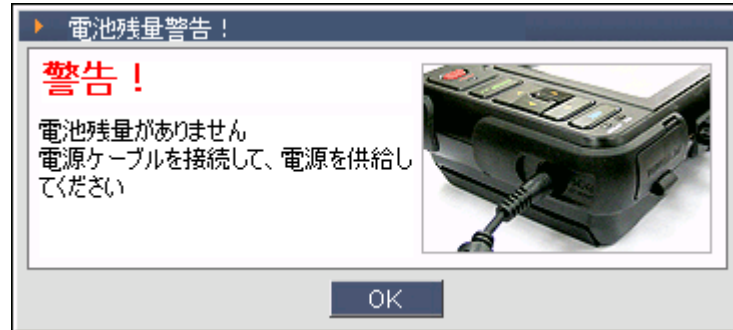 電池残量警告！
警告！
電池残量がありません
電源ケーブルを接続して、電源を供給し
てください
OK